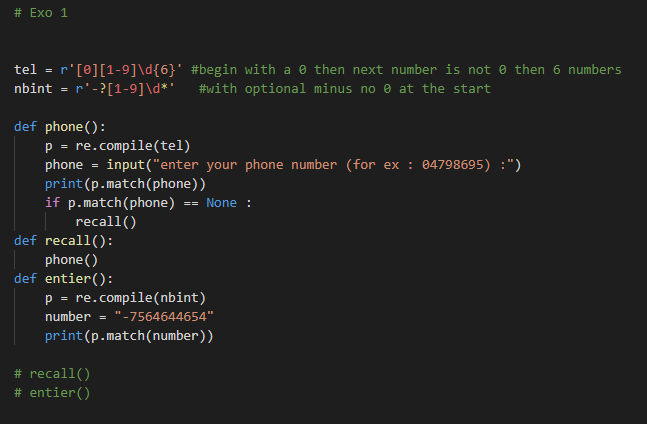 # Exo 1
tel = r'[0][1-9]\d{6}' #begin with a 0 then next number is not 0 then 6 numbers
nbint = r'-?[1-9]\d*'   #with optional minus no 0 at the start
def phone():
    p = re.compile(tel)
    phone = input("enter your phone number (for ex : 04798695) :")
    print(p.match(phone))
    if p.match(phone) == None :
        recall()
def recall():
    phone()
def entier():
    p = re.compile(nbint)
    number = "-7564644654"
    print(p.match(number))
# recall()
# entier()